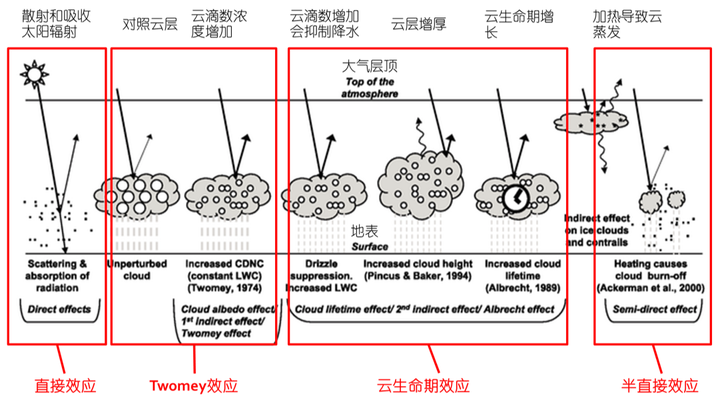 散射和吸收
太阳辐射
对照云层
云滴数浓
度增加
云滴数增加
会抑制降水
云层增厚
云生命期增
长
加热导致云
蒸发
大气层顶
Top of the
atmosphere
地表
Surface
Scattering &
absorption of
radiation
Direct effects
Unperturbed
cloud
Increased CDNC
(constant LWC)
(Twomey, 1974)
Cloud albedo effect/
1st indirect effect/
Twomey effect
Drizzle
suppression.
Increased LWC
Increased cloud height
(Pincus & Baker, 1994)
Increased cloud
lifetime
(Albrecht, 1989)
Cloud lifetime effect/ 2nd indirect effect/ Albrecht effect
Indirect effect
on ice clouds
and contrails
Heating causes
cloud burn-off
(Ackerman et al., 2000)
Semi-direct effect
直接效应
Twomey效应
云生命期效应
半直接效应